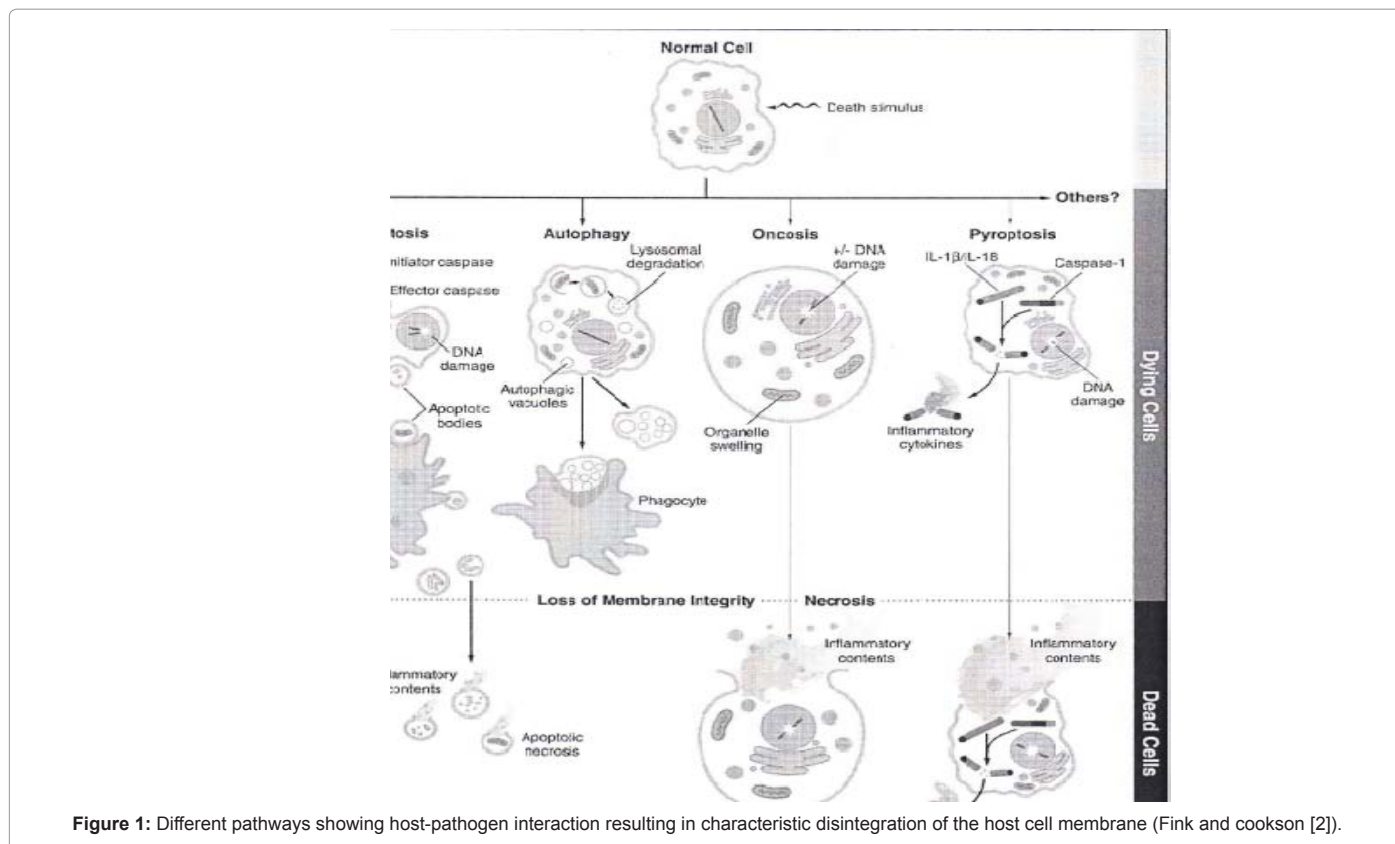 Normal Cell
Death stimulus
Others?
tosis
Autophagy
Oncosis
Pyroptosis
nitiator caspase
Effector caspase
DNA
damage
Apoptotic
bodies
Lysosomal
degradation
Autophagic
vacuoles
Phagocyte
+/- DNA
damage
Organelle
swelling
IL-1β/IL-18
Caspase-1
DNA
damage
Inflammatory
cytokines
Dying Cells
Loss of Membrane Integrity
Necrosis
lammatory
contents
Apoptotic
necrosis
Inflammatory
contents
Inflammatory
contents
Dead Cells
Figure 1: Different pathways showing host-pathogen interaction resulting in characteristic disintegration of the host cell membrane (Fink and cookson [2]).